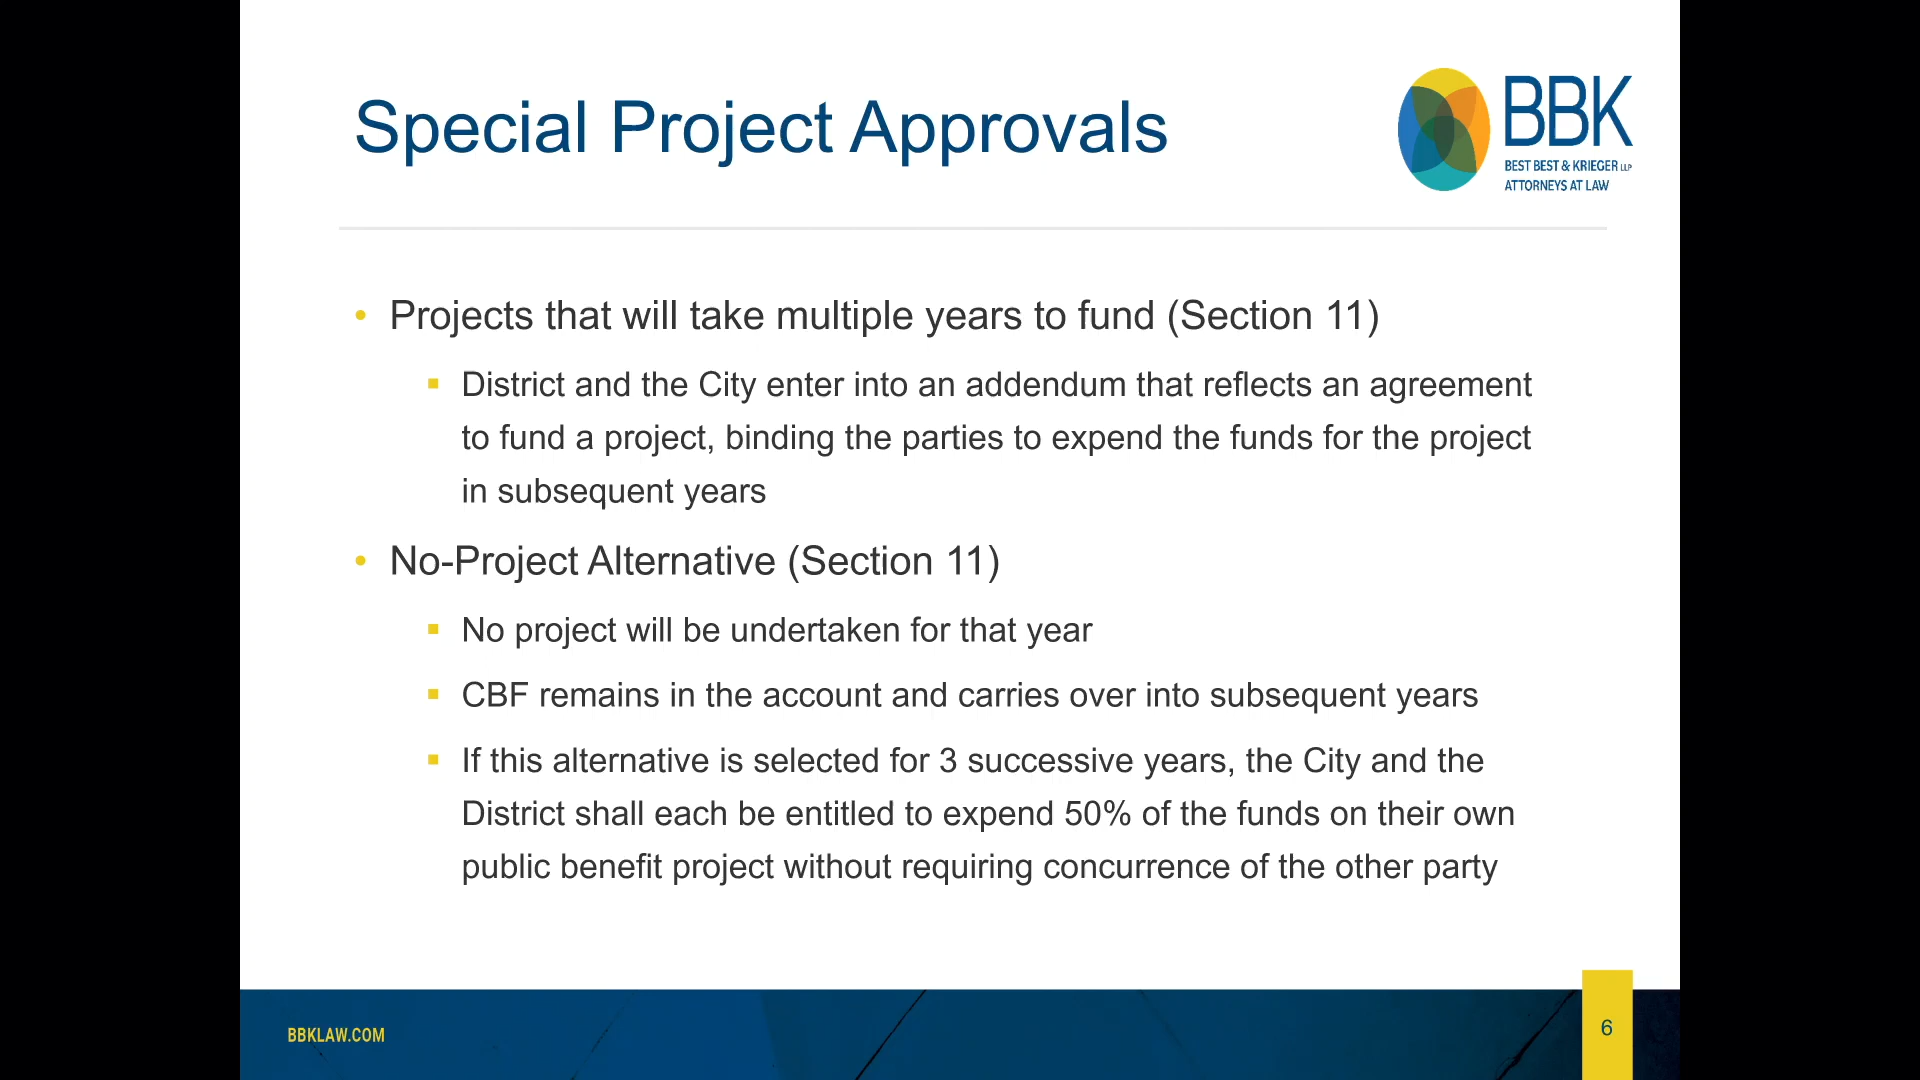 Special Project Approvals
BBK
BEST BEST & KRIEGER LLP
ATTORNEYS AT LAW
• Projects that will take multiple years to fund (Section 11)
▪ District and the City enter into an addendum that reflects an agreement
to fund a project, binding the parties to expend the funds for the project
in subsequent years
• No-Project Alternative (Section 11)
▪ No project will be undertaken for that year
▪ CBF remains in the account and carries over into subsequent years
▪ If this alternative is selected for 3 successive years, the City and the
District shall each be entitled to expend 50% of the funds on their own
public benefit project without requiring concurrence of the other party
BBKLAW.COM
6